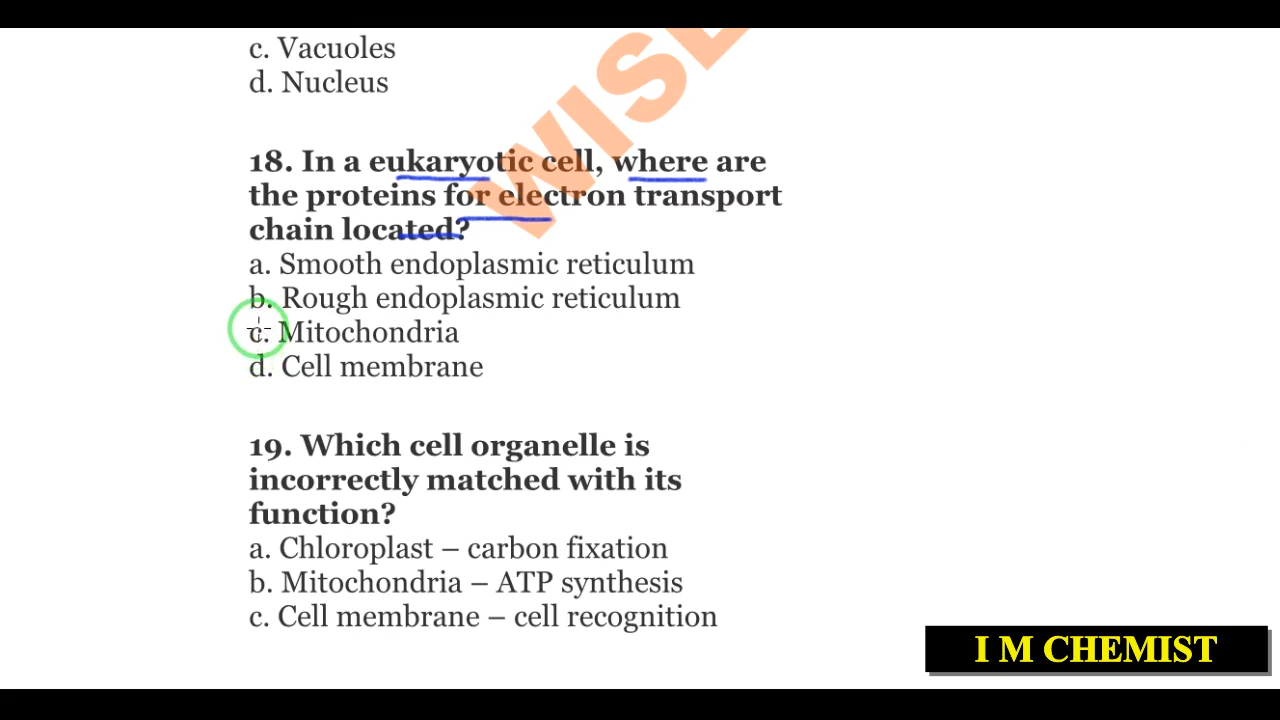 c. Vacuoles
d. Nucleus
18. In a eukaryotic cell, where are
the proteins for electron transport
chain located?
a. Smooth endoplasmic reticulum
b. Rough endoplasmic reticulum
c. Mitochondria
d. Cell membrane
19. Which cell organelle is
incorrectly matched with its
function?
a. Chloroplast – carbon fixation
b. Mitochondria – ATP synthesis
c. Cell membrane – cell recognition
I M CHEMIST